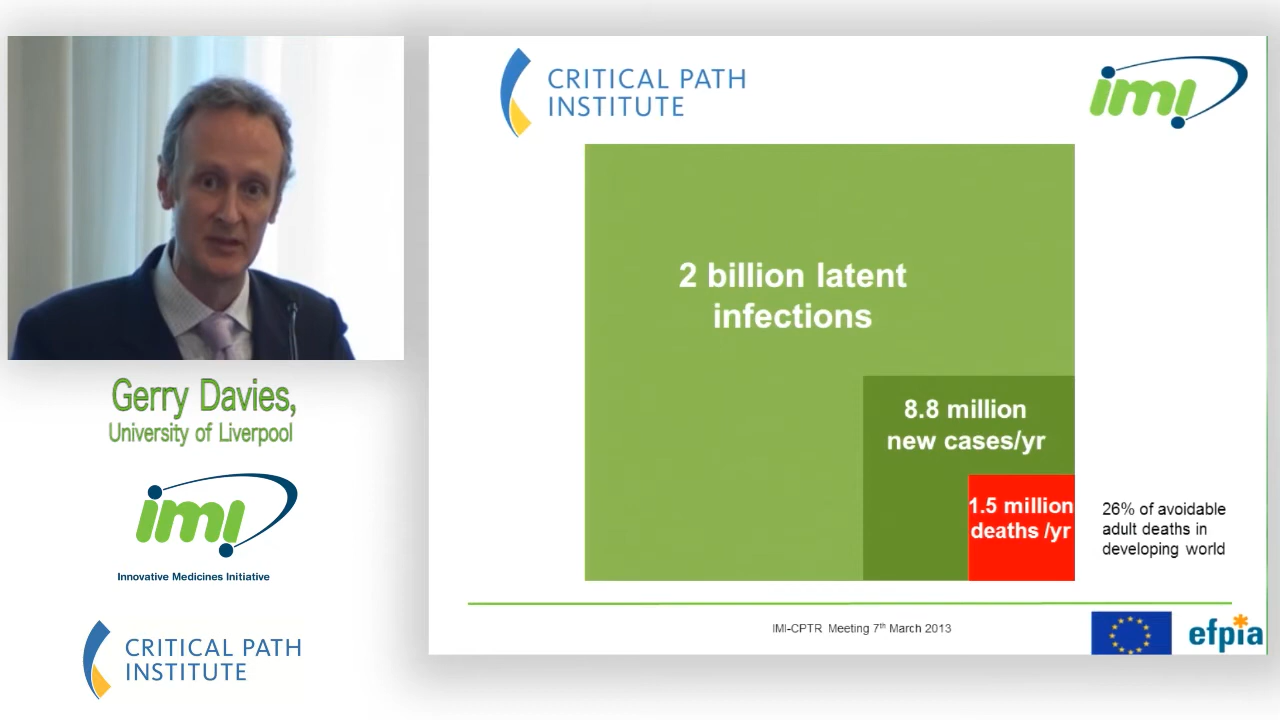 Gerry Davies,
University of Liverpool
imi
Innovative Medicines Initiative
CRITICAL PATH
INSTITUTE
CRITICAL PATH
INSTITUTE
imi
2 billion latent
infections
8.8 million
new cases/yr
1.5 million
deaths /yr
26% of avoidable
adult deaths in
developing world
IMI-CPTR Meeting 7th March 2013
efpia